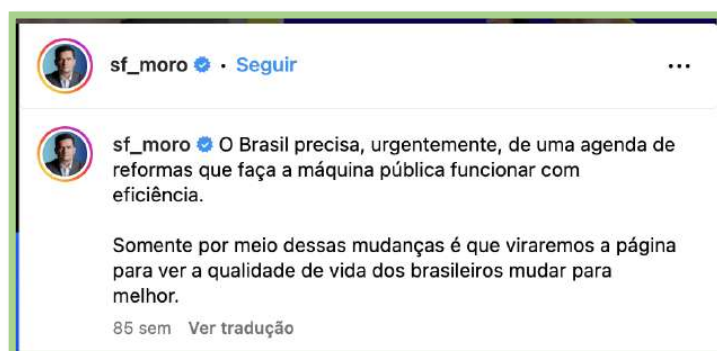 sf_moro · Seguir
sf_moro O Brasil precisa, urgentemente, de uma agenda de
reformas que faça a máquina pública funcionar com
eficiência.
Somente por meio dessas mudanças é que viraremos a página
para ver a qualidade de vida dos brasileiros mudar para
melhor.
85 sem Ver tradução